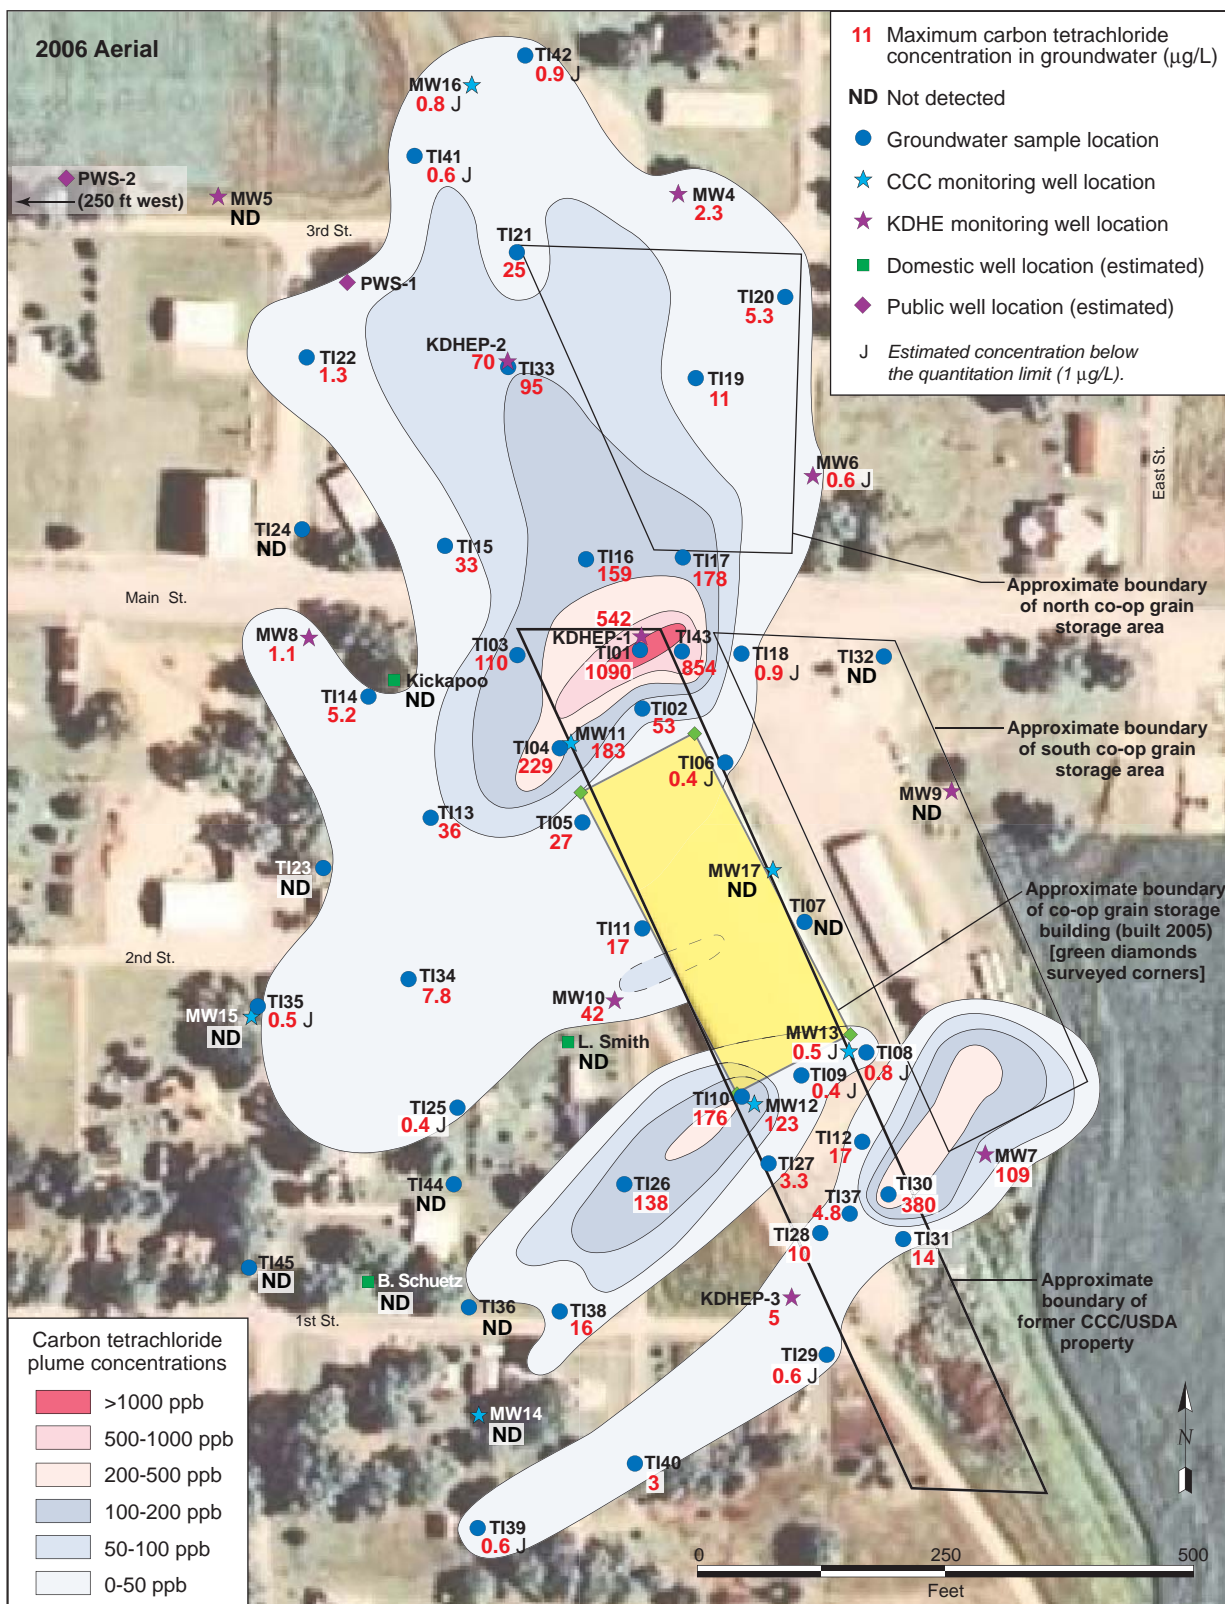 2006 Aerial
11 Maximum carbon tetrachloride
concentration in groundwater (µg/L)
ND Not detected
Groundwater sample location
CCC monitoring well location
KDHE monitoring well location
Domestic well location (estimated)
Public well location (estimated)
J Estimated concentration below
the quantitation limit (1 µg/L).
TI42
0.9 J
MW16
0.8 J
TI41
0.6 J
PWS-2
(250 ft west)
MW5
ND
MW4
2.3
3rd St.
TI21
25
PWS-1
TI20
5.3
KDHEP-2
70
TI33
95
TI22
1.3
TI19
11
MW6
0.6 J
East St.
TI24
ND
TI15
33
TI16
159
TI17
178
Approximate boundary
of north co-op grain
storage area
Main St.
542
KDHEP-1
MW8
1.1
TI03
110
TI01
1090
TI43
854
TI18
0.9 J
TI32
ND
Kickapoo
ND
TI14
5.2
TI02
53
Approximate boundary
of south co-op grain
storage area
MW11
183
TI04
229
TI06
0.4 J
MW9
ND
TI13
36
TI05
27
TI23
ND
MW17
ND
TI07
ND
Approximate boundary
of co-op grain storage
building (built 2005)
[green diamonds
surveyed corners]
TI11
17
2nd St.
TI34
7.8
MW10
42
TI35
0.5 J
MW15
ND
L. Smith
ND
MW13
0.5 J
TI08
0.8 J
TI09
0.4 J
TI25
0.4 J
TI10
176
MW12
123
TI12
17
MW7
109
TI27
3.3
TI44
ND
TI26
138
TI30
380
TI37
4.8
TI28
10
TI31
14
TI45
ND
B. Schuetz
ND
KDHEP-3
5
Approximate
boundary of
former CCC/USDA
property
TI36
ND
TI38
16
1st St.
TI29
0.6 J
Carbon tetrachloride
plume concentrations
>1000 ppb
500-1000 ppb
200-500 ppb
100-200 ppb
50-100 ppb
0-50 ppb
MW14
ND
TI40
3
TI39
0.6 J
N
0 250 500
Feet